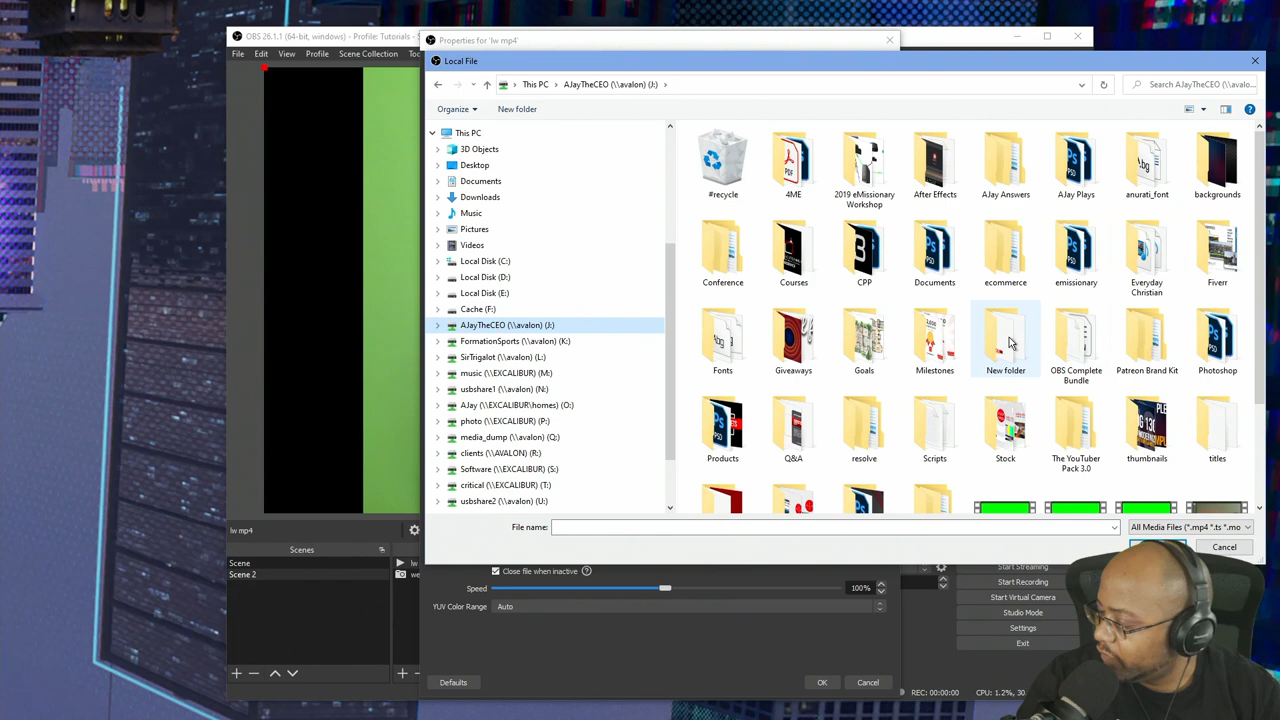 OBS 26.1.1 (64-bit, windows) - Profile: Tutorials - S
File Edit View Profile Scene Collection Too
Properties for 'lw mp4'
Local File
This PC > AJayTheCEO (\\avalon) (J:) >
Search AJayTheCEO (\\avalo...
Organize
New folder
This PC
3D Objects
Desktop
Documents
Downloads
Music
Pictures
Videos
Local Disk (C:)
Local Disk (D:)
Local Disk (E:)
Cache (F:)
AJayTheCEO (\\avalon) (J:)
FormationSports (\\avalon) (K:)
SirTrigalot (\\avalon) (L:)
music (\\EXCALIBUR) (M:)
usbshare1 (\\avalon) (N:)
AJay (\\EXCALIBUR\homes) (O:)
photo (\\EXCALIBUR) (P:)
media_dump (\\avalon) (Q:)
clients (\\AVALON) (R:)
Software (\\EXCALIBUR) (S:)
critical (\\EXCALIBUR) (T:)
usbshare2 (\\avalon) (U:)
#recycle
4ME
2019 eMissionary Workshop
After Effects
AJay Answers
AJay Plays
anurati_font
backgrounds
Conference
Courses
CPP
Documents
ecommerce
emissionary
Everyday Christian
Fiverr
Fonts
Giveaways
Goals
Milestones
New folder
OBS Complete Bundle
Patreon Brand Kit
Photoshop
Products
Q&A
resolve
Scripts
Stock
The YouTuber Pack 3.0
thumbnails
titles
File name:
All Media Files (*.mp4 *.ts *.mo
Cancel
lw mp4
Scenes
Scene
Scene 2
lw
we
Close file when inactive
Speed
100%
YUV Color Range
Auto
Defaults
OK
Cancel
Start Streaming
Start Recording
Start Virtual Camera
Studio Mode
Settings
Exit
REC: 00:00:00
CPU: 1.2%, 30